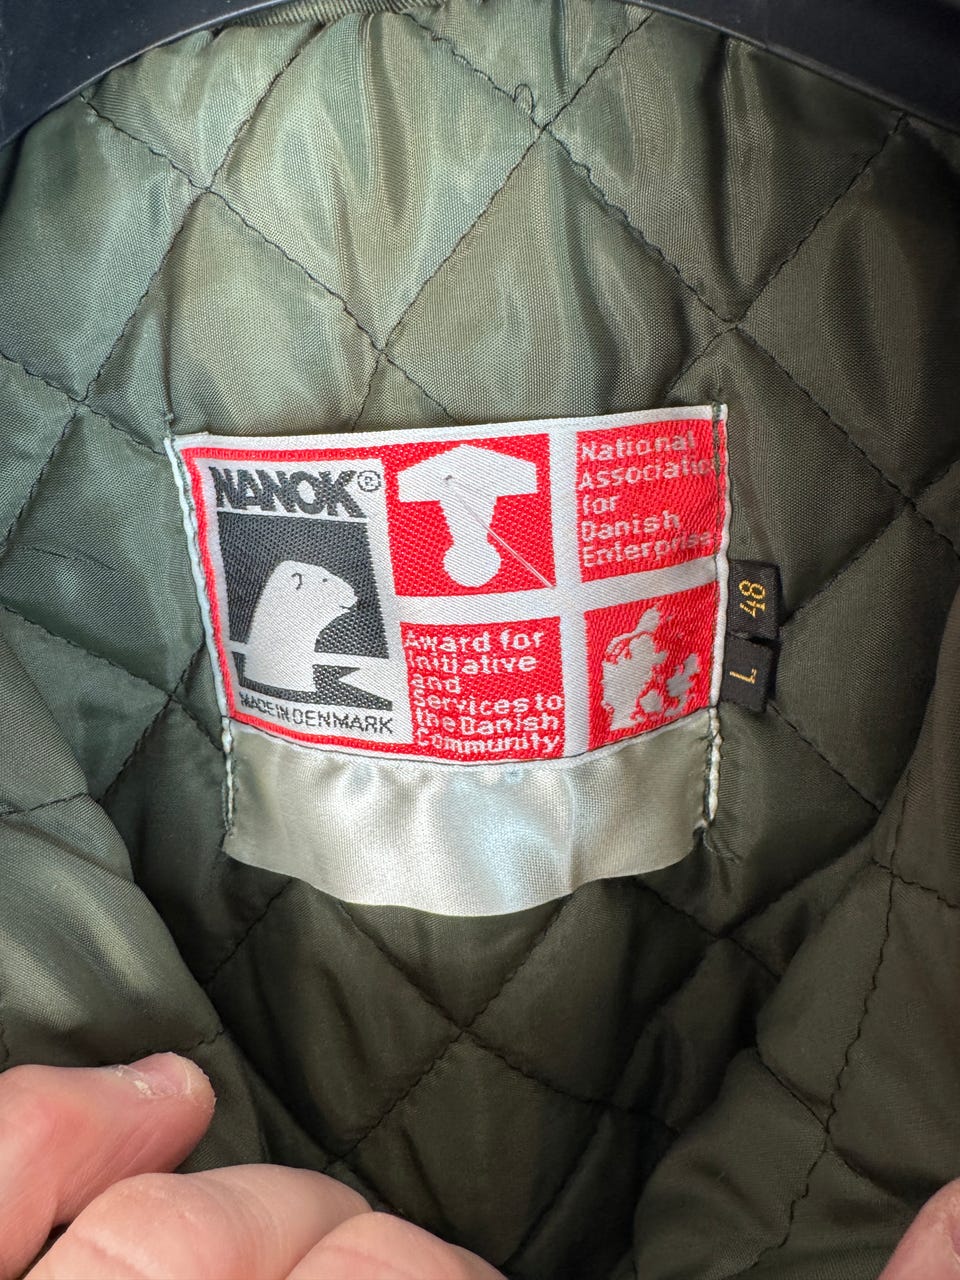 NANOK®
MADE IN DENMARK
Award for
Initiative
and
Services to
the Danish
Community
National
Association
for
Danish
Enterprise
48
L